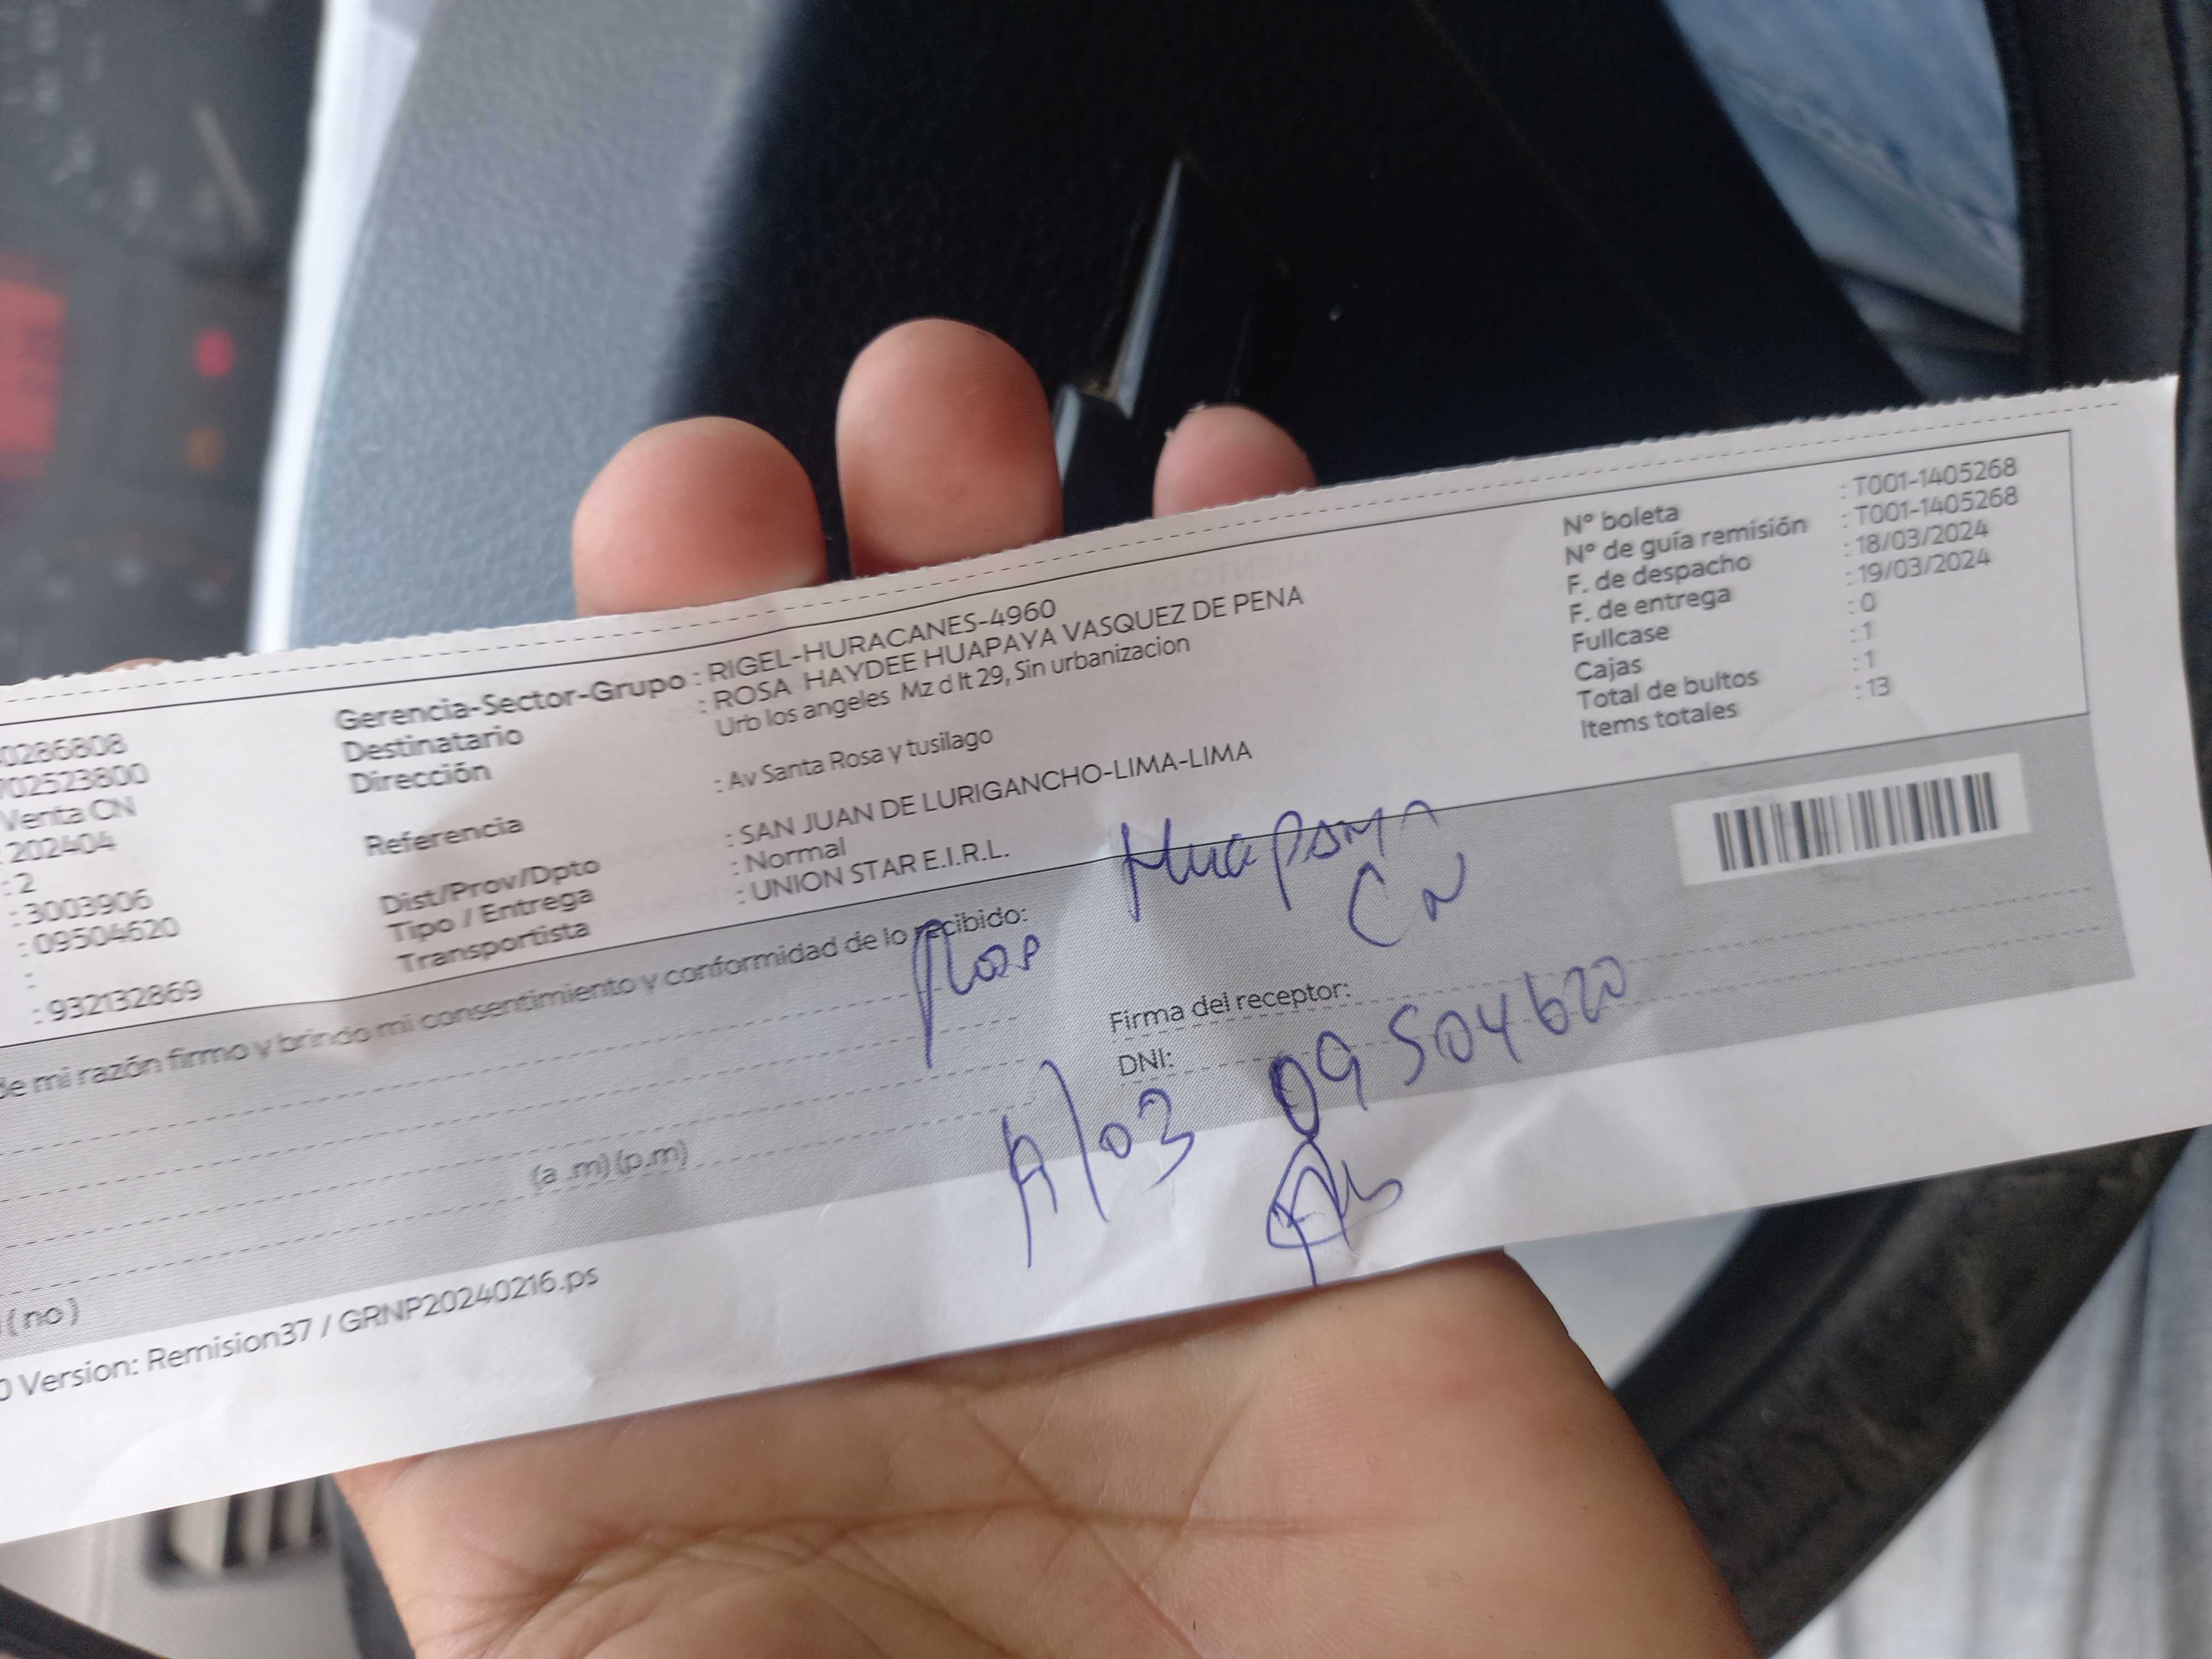 0286808
702523800
Venta CN
: 202404
: 2
: 3003906
: 09504620
:
: 932132869
Gerencia-Sector-Grupo : RIGEL-HURACANES-4960
Destinatario : ROSA HAYDEE HUAPAYA VASQUEZ DE PENA
Dirección Urb los angeles Mz d lt 29, Sin urbanizacion
Referencia : Av Santa Rosa y tusilago
Dist/Prov/Dpto : SAN JUAN DE LURIGANCHO-LIMA-LIMA
Tipo / Entrega : Normal
Transportista : UNION STAR E.I.R.L.
N° boleta : T001-1405268
N° de guía remisión : T001-1405268
F. de despacho : 18/03/2024
F. de entrega : 19/03/2024
Fullcase : 0
Cajas : 1
Total de bultos : 1
Items totales : 13
de mi razón firmo y brindo mi consentimiento y conformidad de lo recibido:
Huapaya
CN
Firma del receptor:
DNI: 09504620
(a .m) (p.m)
( no )
0 Version: Remision37 / GRNP20240216.ps